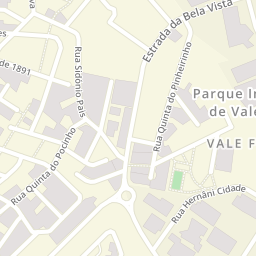 Estrada da Bela Vista
Rua Sidónio Pais
de 1891
Rua Quinta do Pinheirinho
Parque In
de Vale
VALE F
Rua Quinta do Pocinho
Rua Hernâni Cidade